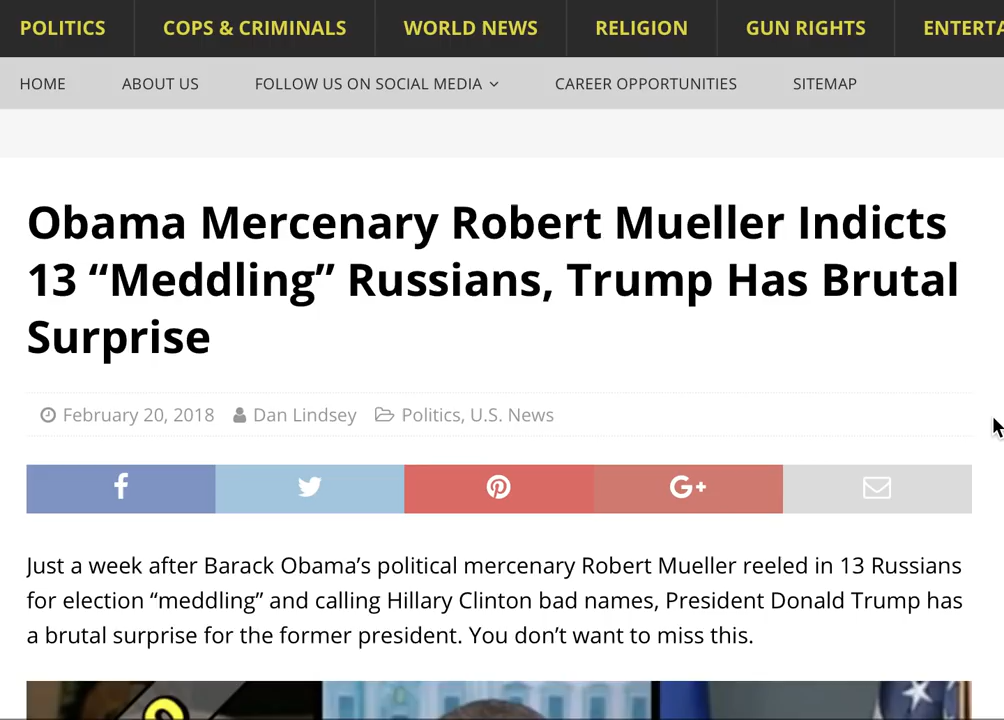 POLITICS COPS & CRIMINALS WORLD NEWS RELIGION GUN RIGHTS ENTERTA
HOME ABOUT US FOLLOW US ON SOCIAL MEDIA CAREER OPPORTUNITIES SITEMAP
Obama Mercenary Robert Mueller Indicts
13 “Meddling” Russians, Trump Has Brutal
Surprise
February 20, 2018 Dan Lindsey Politics, U.S. News
Just a week after Barack Obama’s political mercenary Robert Mueller reeled in 13 Russians
for election “meddling” and calling Hillary Clinton bad names, President Donald Trump has
a brutal surprise for the former president. You don’t want to miss this.